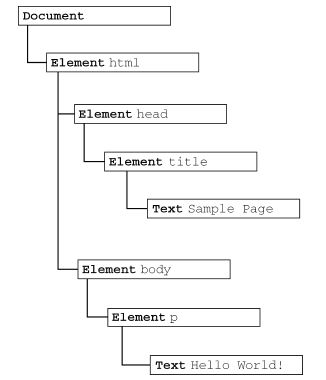 Document
Element html
Element head
Element title
Text Sample Page
Element body
Element p
Text Hello World!